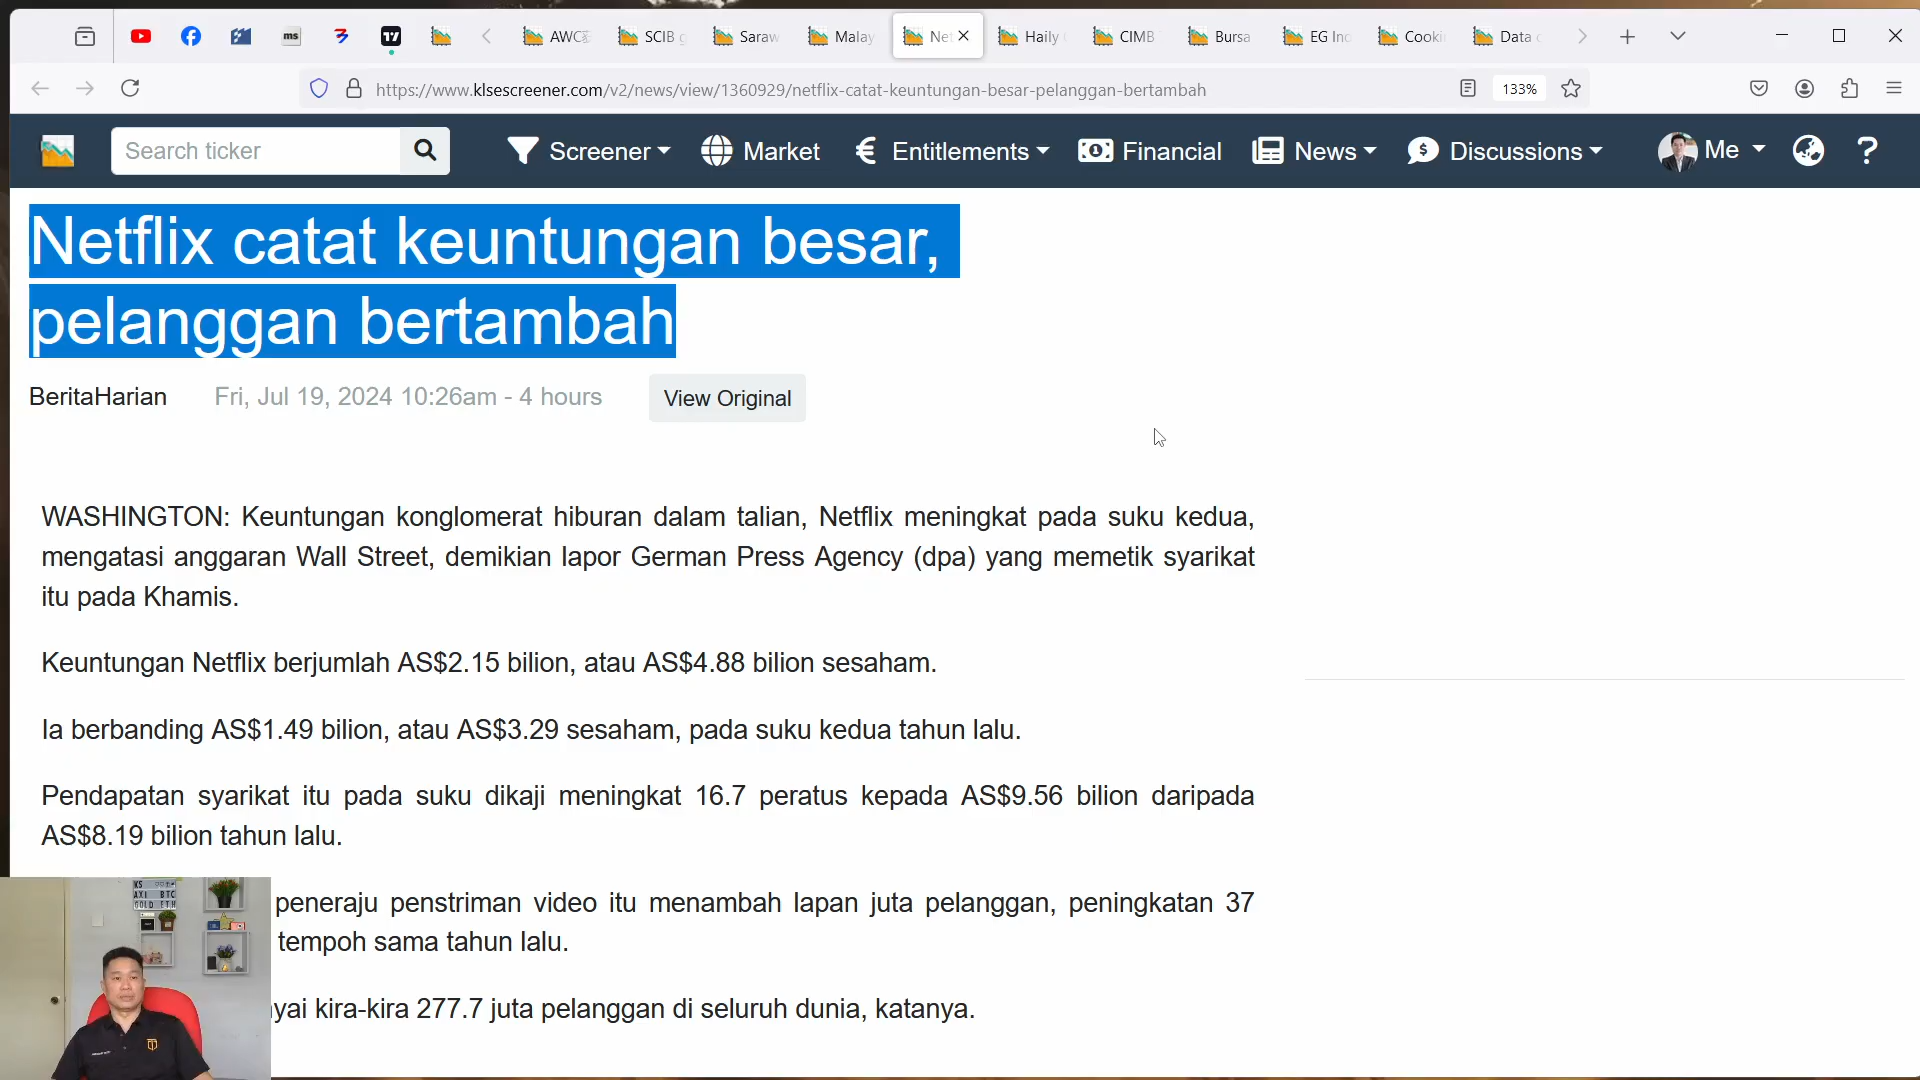 ms
AWC
SCIB g
Saraw
Malay
Net
Haily
CIMB
Bursa
EG Inc
Cooki
Data c
https://www.klsescreener.com/v2/news/view/1360929/netflix-catat-keuntungan-besar-pelanggan-bertambah
133%
Search ticker
Screener
Market
Entitlements
Financial
News
Discussions
Me
Netflix catat keuntungan besar,
pelanggan bertambah
BeritaHarian
Fri, Jul 19, 2024 10:26am - 4 hours
View Original
WASHINGTON: Keuntungan konglomerat hiburan dalam talian, Netflix meningkat pada suku kedua,
mengatasi anggaran Wall Street, demikian lapor German Press Agency (dpa) yang memetik syarikat
itu pada Khamis.
Keuntungan Netflix berjumlah AS$2.15 bilion, atau AS$4.88 bilion sesaham.
Ia berbanding AS$1.49 bilion, atau AS$3.29 sesaham, pada suku kedua tahun lalu.
Pendapatan syarikat itu pada suku dikaji meningkat 16.7 peratus kepada AS$9.56 bilion daripada
AS$8.19 bilion tahun lalu.
peneraju penstriman video itu menambah lapan juta pelanggan, peningkatan 37
tempoh sama tahun lalu.
yai kira-kira 277.7 juta pelanggan di seluruh dunia, katanya.
AXI BTC
GOLD ETH